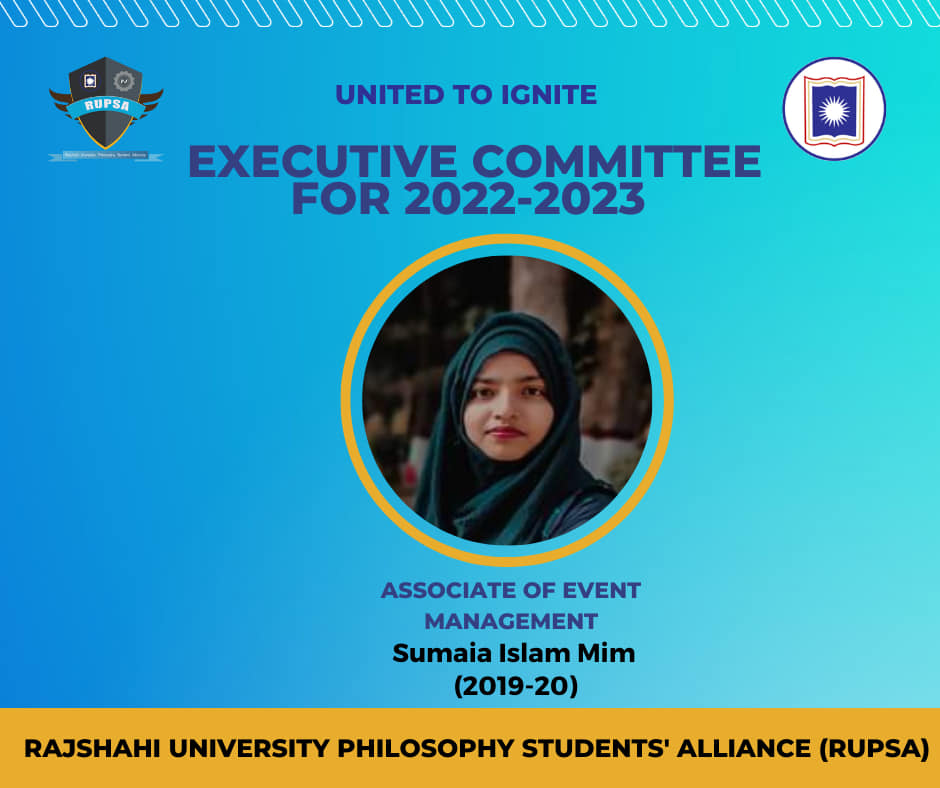 RUPSA
UNITED TO IGNITE
EXECUTIVE COMMITTEE
FOR 2022-2023
ASSOCIATE OF EVENT
MANAGEMENT
Sumaia Islam Mim
(2019-20)
RAJSHAHI UNIVERSITY PHILOSOPHY STUDENTS' ALLIANCE (RUPSA)